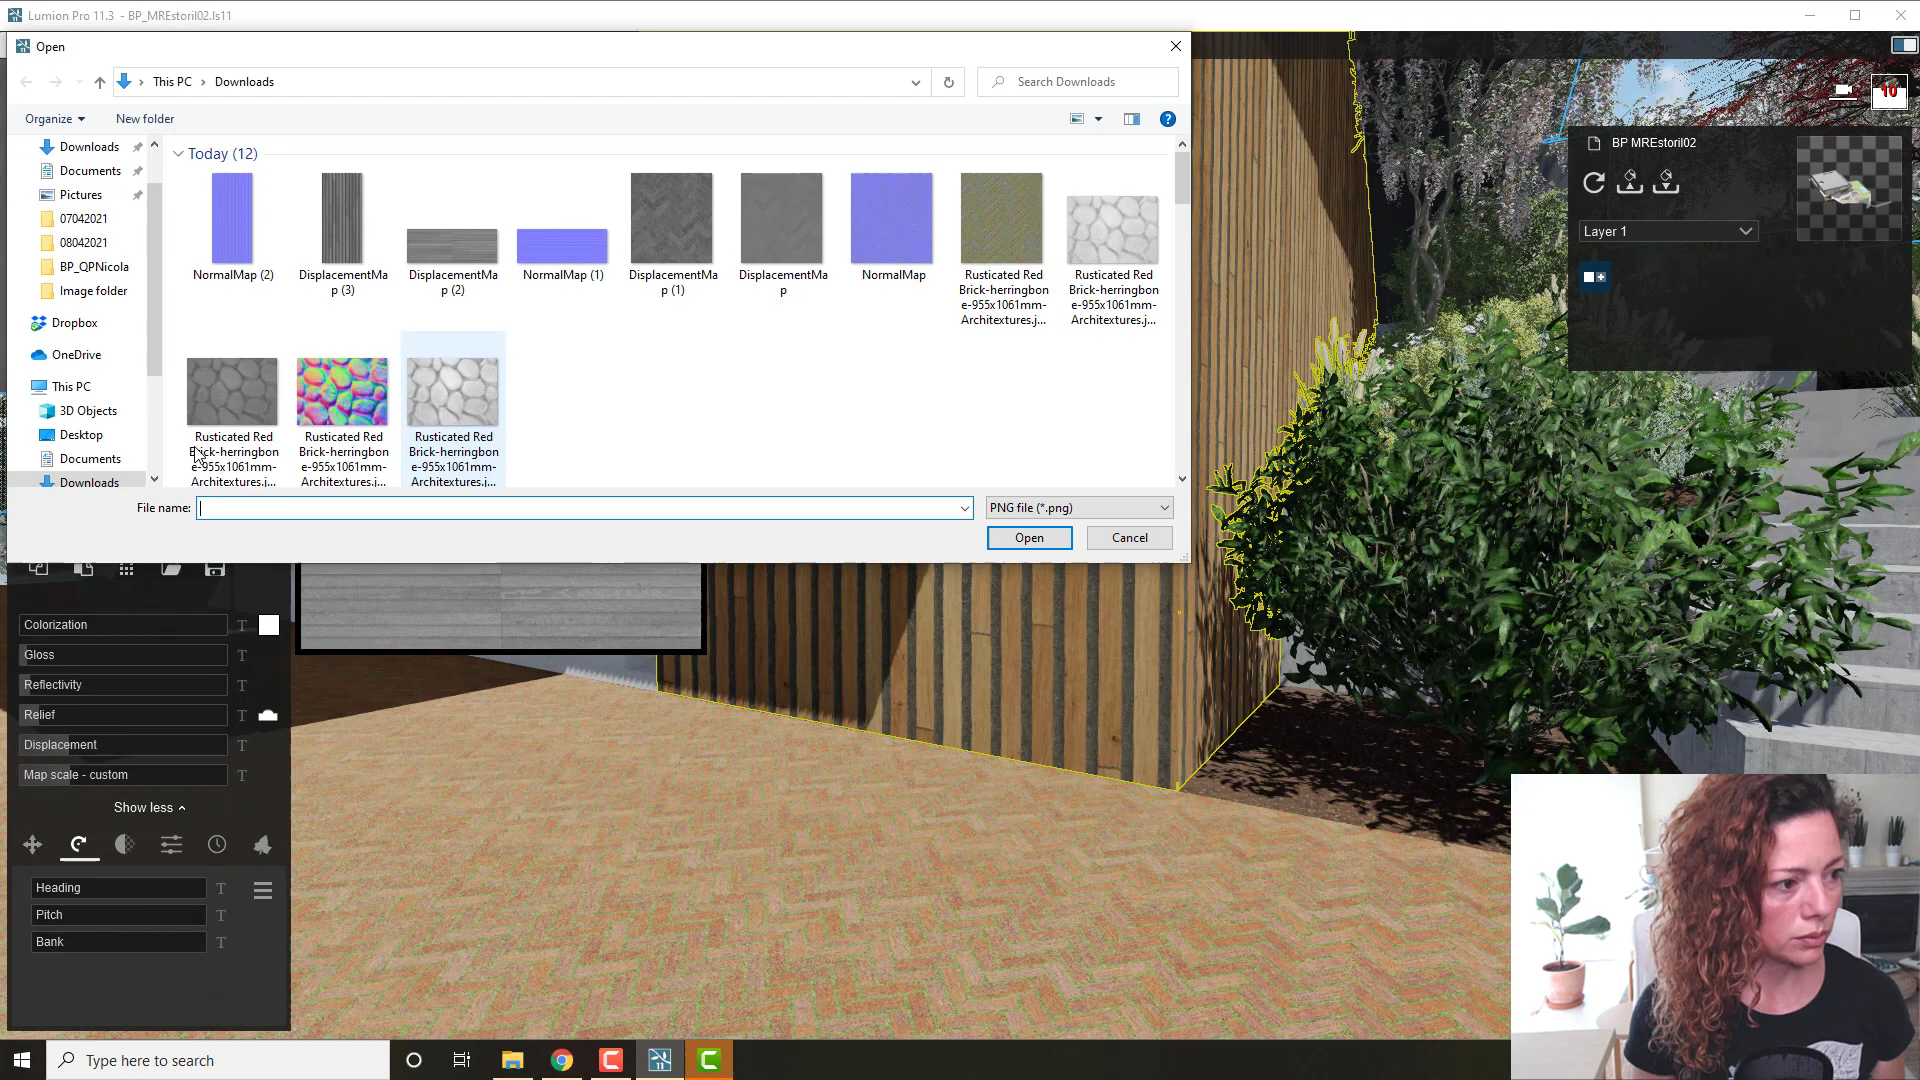 Lumion Pro 11.3 - BP_MREstoril02.ls11
Open
This PC > Downloads
Search Downloads
Organize
New folder
Downloads
Documents
Pictures
07042021
08042021
BP_QPNicola
Image folder
Dropbox
OneDrive
This PC
3D Objects
Desktop
Documents
Downloads
Today (12)
NormalMap (2)
DisplacementMa
p (3)
DisplacementMa
p (2)
NormalMap (1)
DisplacementMa
p (1)
DisplacementMa
p
NormalMap
Rusticated Red
Brick-herringbon
e-955x1061mm-
Architextures.j...
Rusticated Red
Brick-herringbon
e-955x1061mm-
Architextures.j...
Rusticated Red
Brick-herringbon
e-955x1061mm-
Architextures.j...
Rusticated Red
Brick-herringbon
e-955x1061mm-
Architextures.j...
Rusticated Red
Brick-herringbon
e-955x1061mm-
Architextures.j...
File name:
PNG file (*.png)
Open
Cancel
10
BP MREstoril02
Layer 1
Colorization
T
Gloss
T
Reflectivity
T
Relief
T
Displacement
T
Map scale - custom
T
Show less
Heading
T
Pitch
T
Bank
T
Type here to search
11